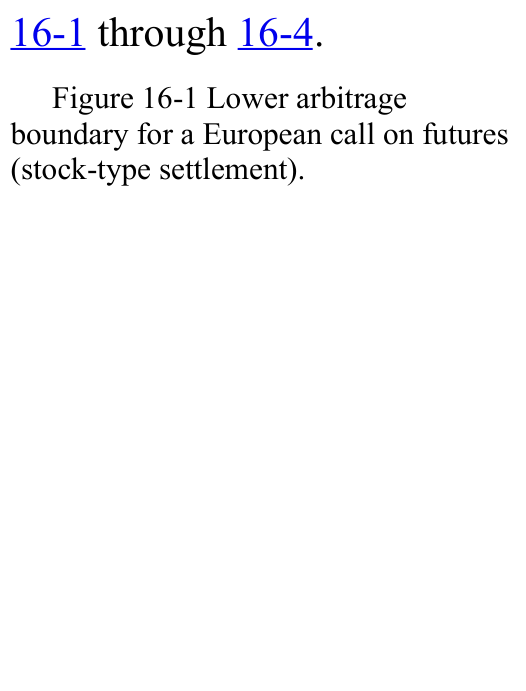 16-1 through 16-4.
Figure 16-1 Lower arbitrage
boundary for a European call on futures
(stock-type settlement).